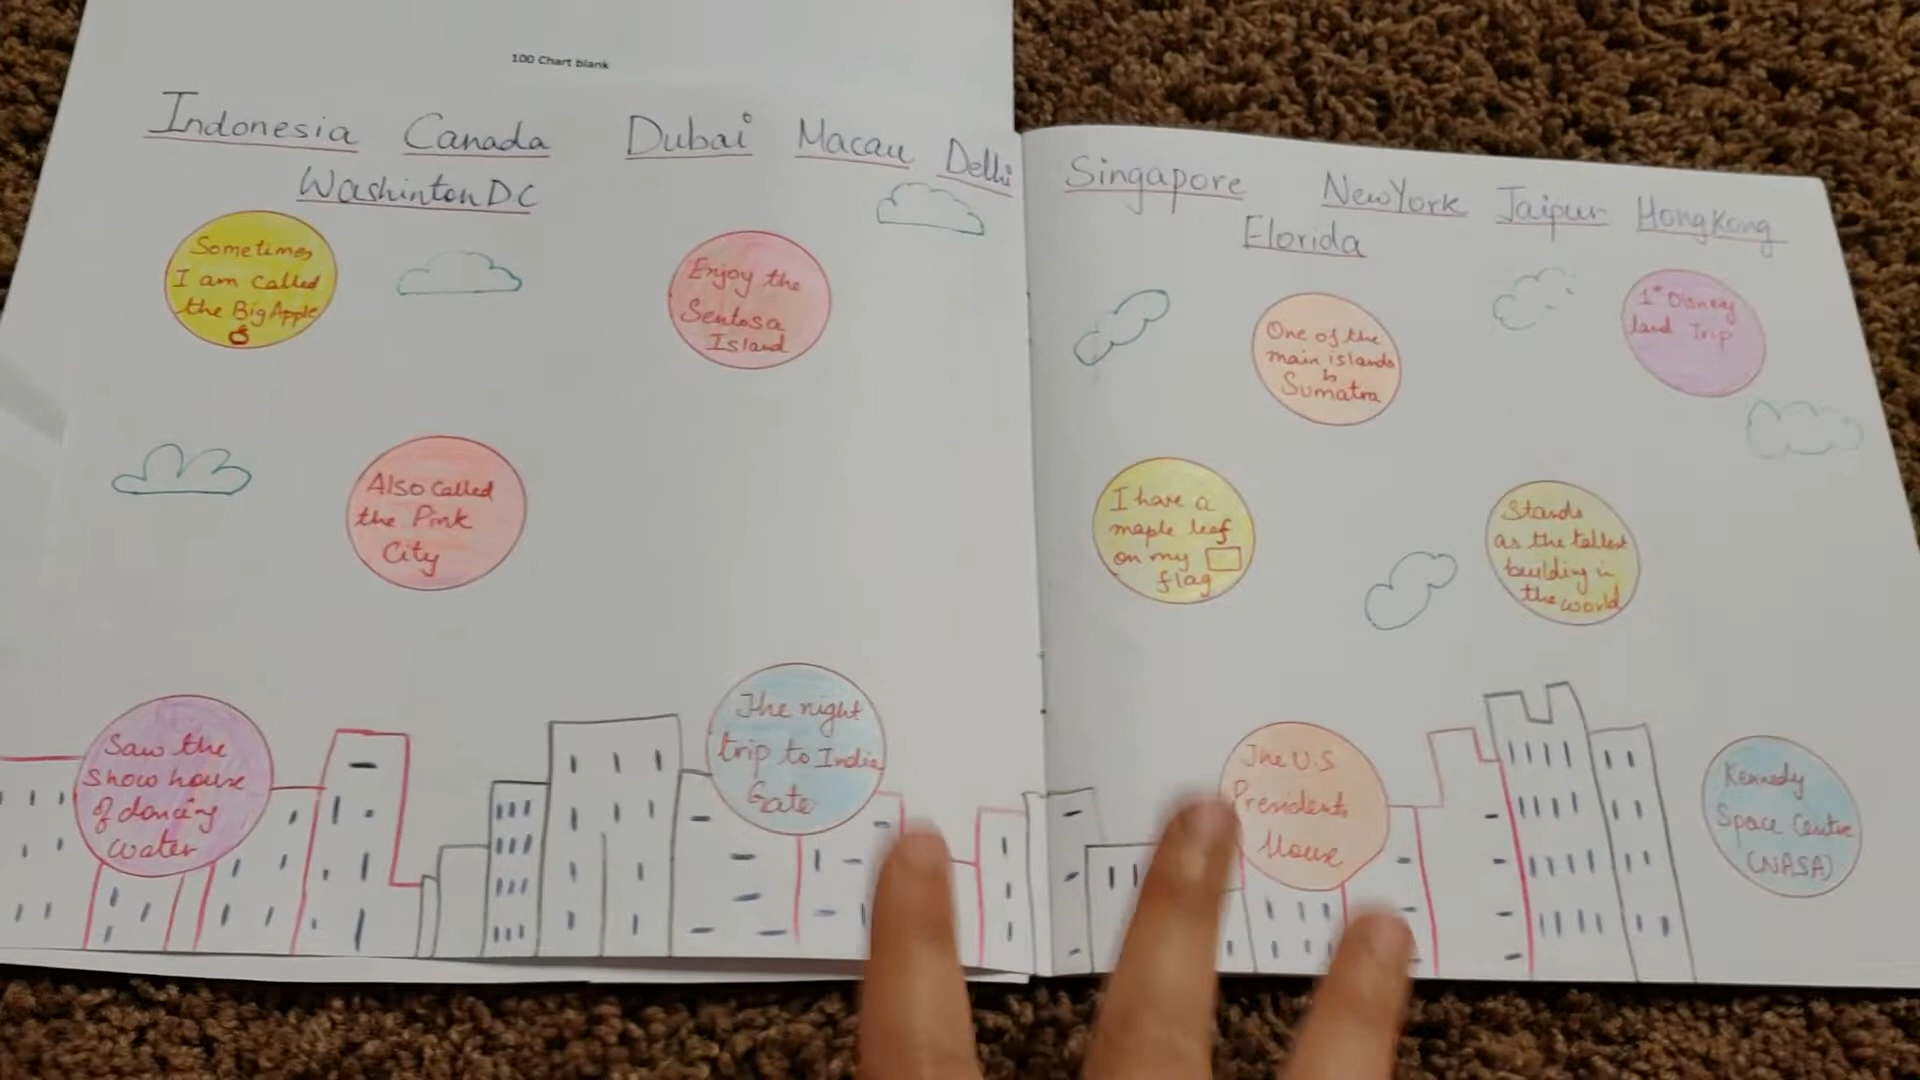 100 Chart blank
Indonesia Canada Dubai Macau Delhi
Washinton D.C
Sometimes
I am called
the Big Apple
Enjoy the
Sentosa
Island
Also called
the Pink
City
Saw the
show house
of dancing
water
The night
trip to India
Gate
Singapore New York Jaipur Hong Kong
Florida
One of the
main islands
is
Sumatra
1st Disney
land Trip
I have a
maple leaf
on my
flag
Stands
as the tallest
building in
the world
The U.S
Presidents
House
Kennedy
Space Centre
(NASA)